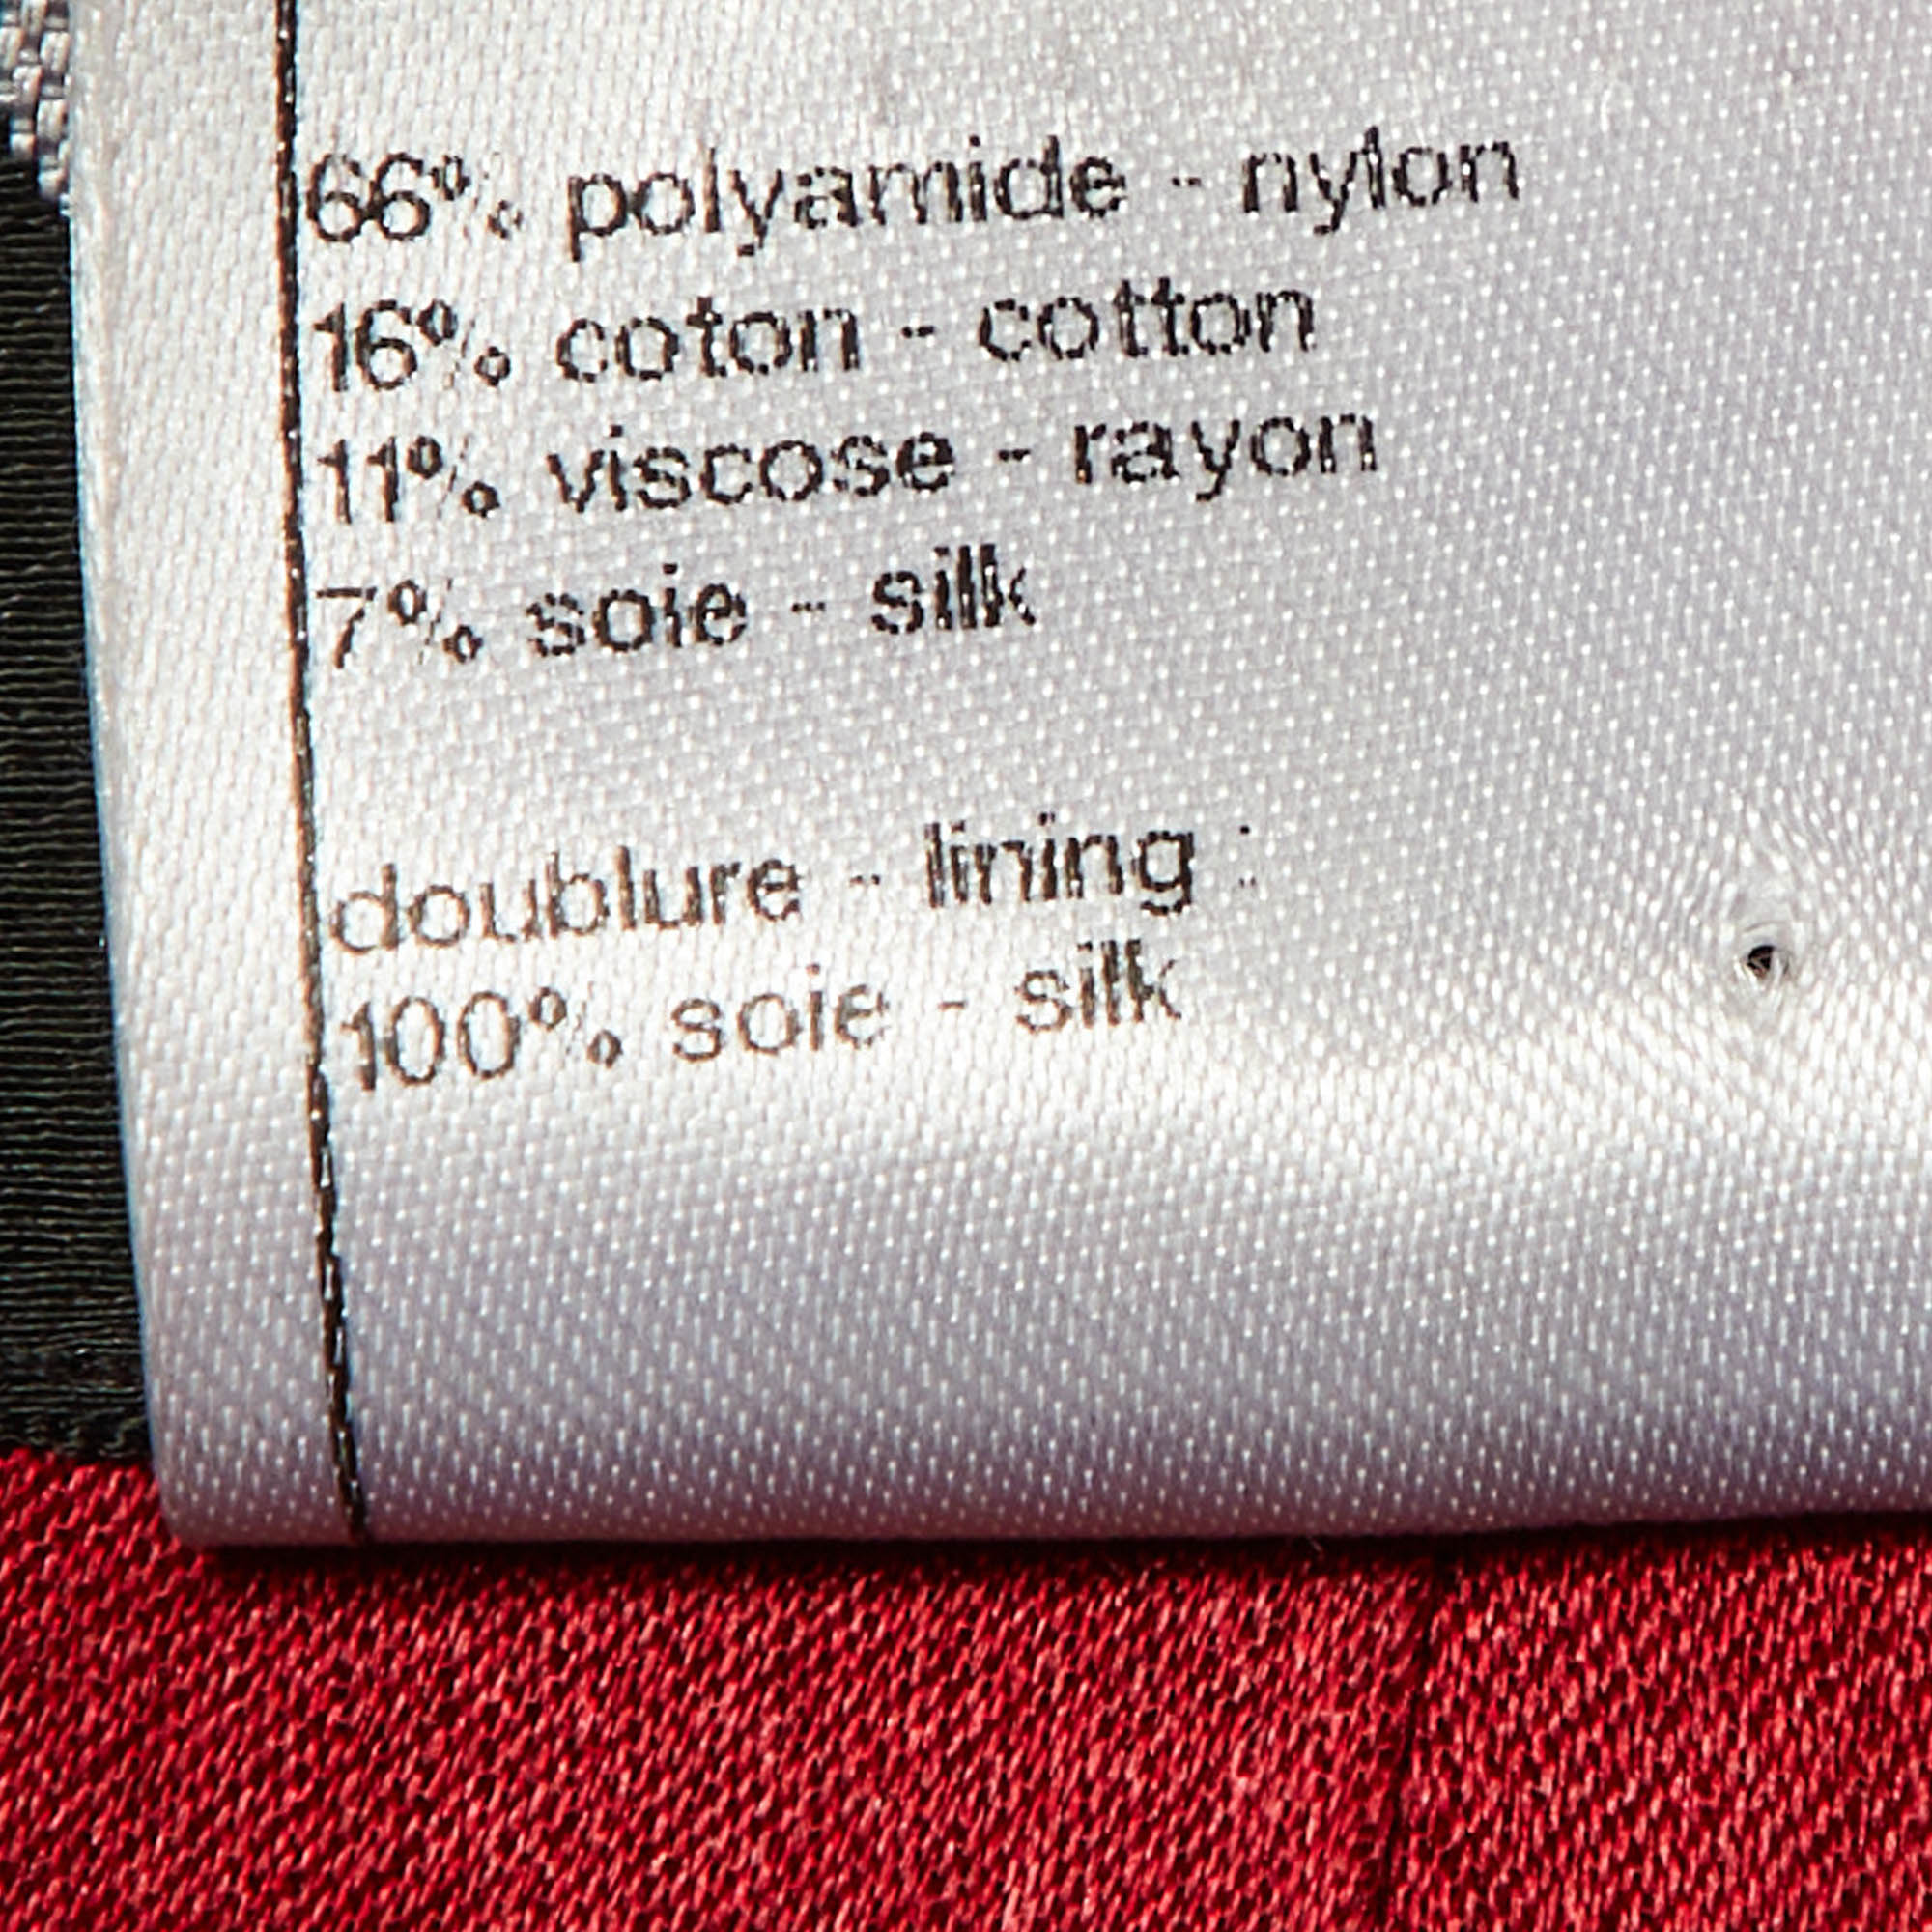 66% polyamide - nylon
16% coton - cotton
11% viscose - rayon
7% soie - silk
doublure - lining :
100% soie - silk